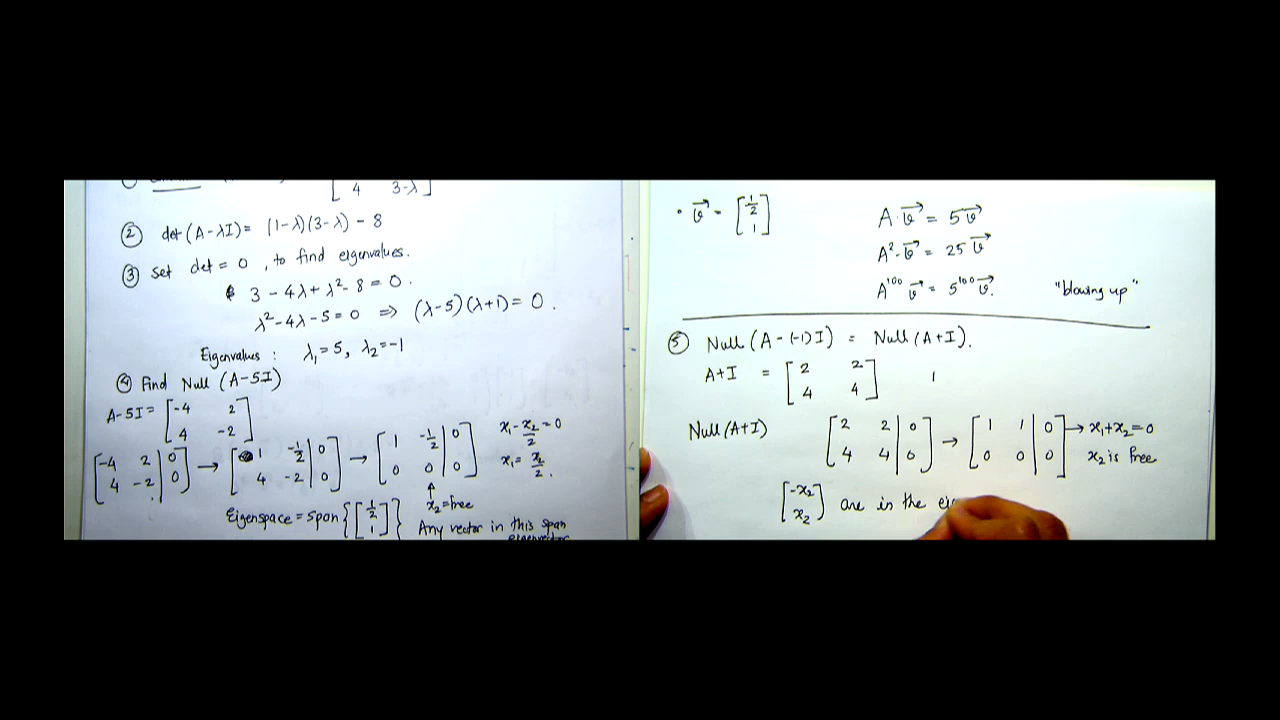 4 3-λ
② det(A-λI)= (1-λ)(3-λ) - 8
③ Set det = 0, to find eigenvalues.
3 - 4λ + λ² - 8 = 0.
λ² - 4λ - 5 = 0 ⇒ (λ-5)(λ+1) = 0.
Eigenvalues: λ₁ = 5, λ₂ = -1
④ Find Null (A-5I)
A-5I = [-4 2; 4 -2]
[-4 2 | 0; 4 -2 | 0] → [1 -1/2 | 0; 4 -2 | 0] → [1 -1/2 | 0; 0 0 | 0] x₁ - x₂/2 = 0
x₁ = x₂/2.
↑ x₂ = free
Eigenspace = Span {[1/2; 1]} Any vector in this span
eigenvector
• v⃗ = [1/2; 1] A·v⃗ = 5v⃗
A²·v⃗ = 25v⃗
A¹⁰⁰v⃗ = 5¹⁰⁰v⃗. "blowing up"
⑤ Null (A-(-1)I) = Null (A+I).
A+I = [2 2; 4 4]
Null (A+I) [2 2 | 0; 4 4 | 0] → [1 1 | 0; 0 0 | 0] → x₁+x₂ = 0
x₂ is free
[-x₂; x₂] are in the ei